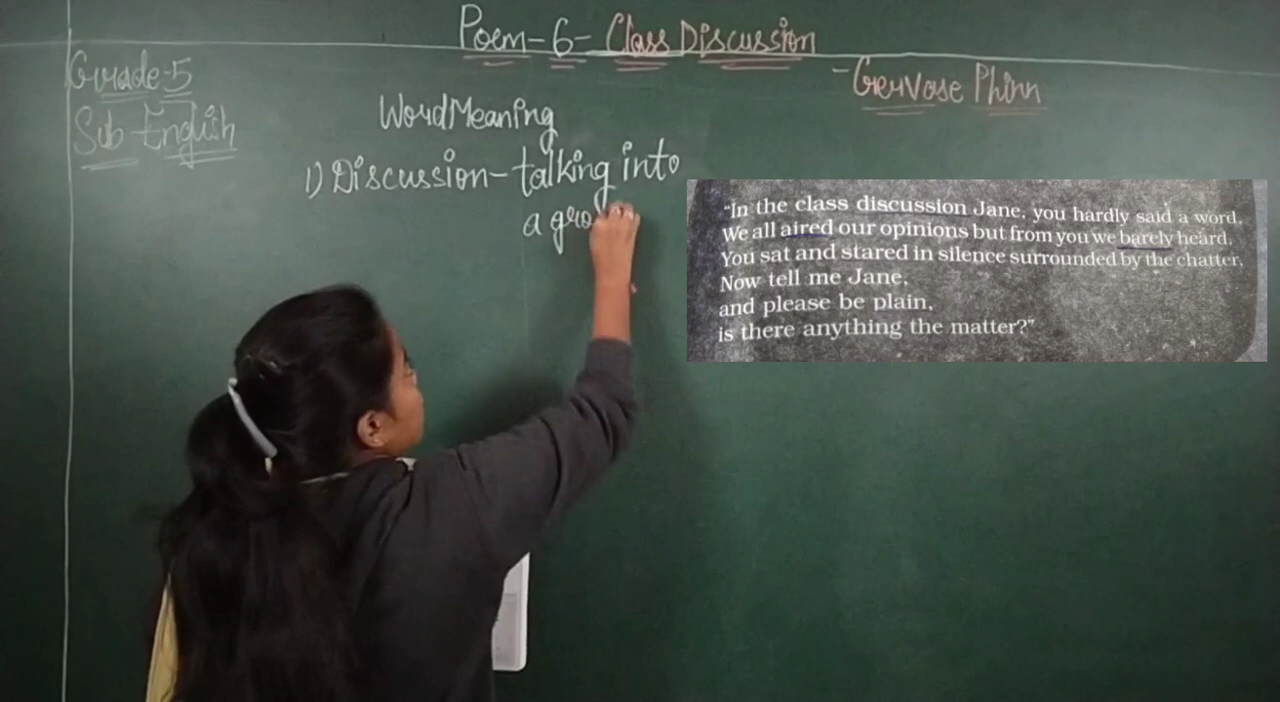 Poem-6-Class Discussion
-Gervase Phinn
Grade-5
Sub-English
Word Meaning
1) Discussion-talking into
a gro
"In the class discussion Jane, you hardly said a word.
We all aired our opinions but from you we barely heard.
You sat and stared in silence surrounded by the chatter,
Now tell me Jane,
and please be plain,
is there anything the matter?"